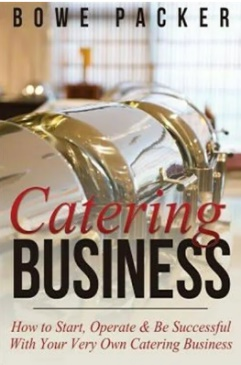 BOWE PACKER
Catering
BUSINESS
How to Start, Operate & Be Successful
With Your Very Own Catering Business